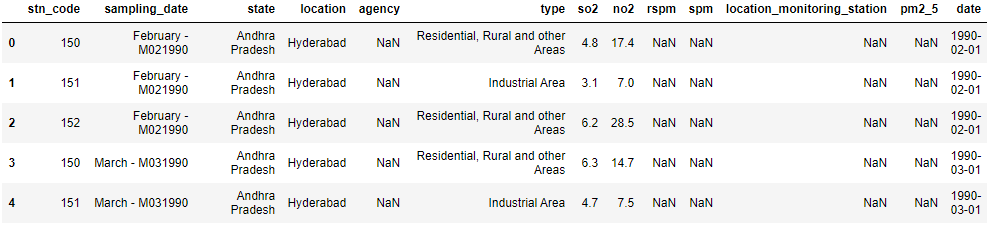 stn_code sampling_date state location agency type so2 no2 rspm spm location_monitoring_station pm2_5 date
0 150 February - M021990 Andhra Pradesh Hyderabad NaN Residential, Rural and other Areas 4.8 17.4 NaN NaN NaN NaN 1990-02-01
1 151 February - M021990 Andhra Pradesh Hyderabad NaN Industrial Area 3.1 7.0 NaN NaN NaN NaN 1990-02-01
2 152 February - M021990 Andhra Pradesh Hyderabad NaN Residential, Rural and other Areas 6.2 28.5 NaN NaN NaN NaN 1990-02-01
3 150 March - M031990 Andhra Pradesh Hyderabad NaN Residential, Rural and other Areas 6.3 14.7 NaN NaN NaN NaN 1990-03-01
4 151 March - M031990 Andhra Pradesh Hyderabad NaN Industrial Area 4.7 7.5 NaN NaN NaN NaN 1990-03-01